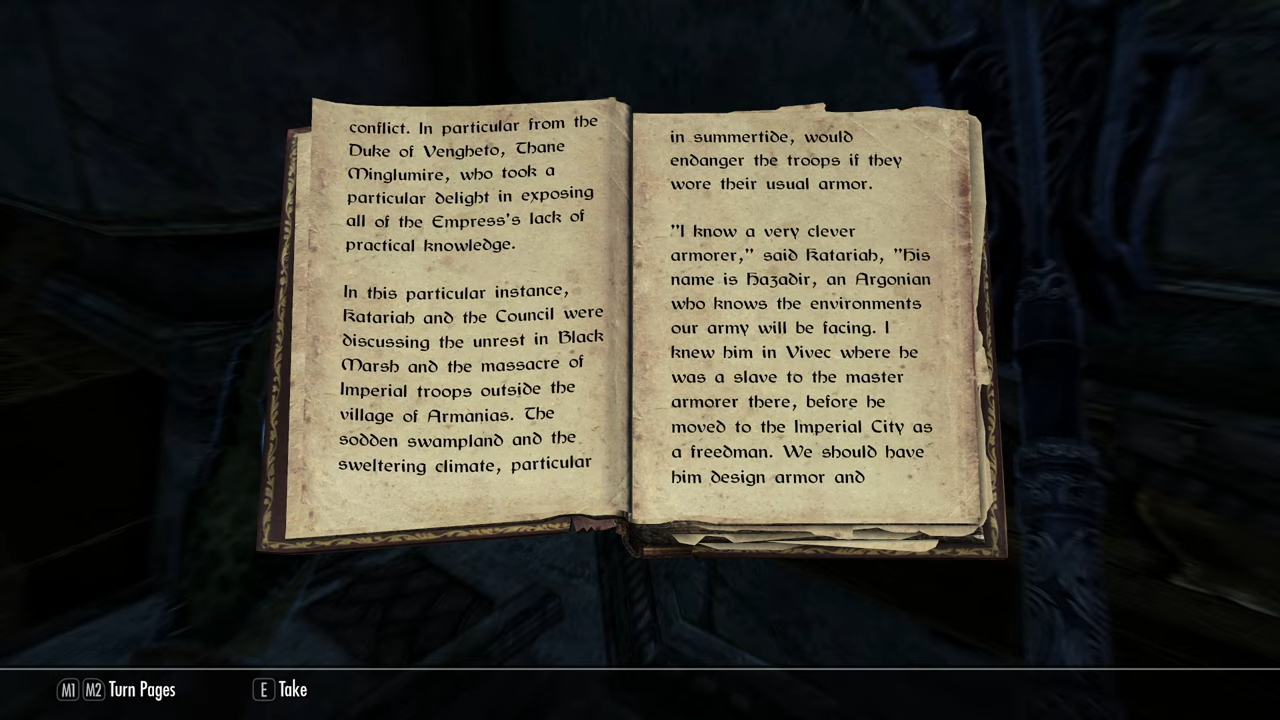 conflict. In particular from the
Duke of Vengheto, Thane
Minglumire, who took a
particular delight in exposing
all of the Empress's lack of
practical knowledge.
In this particular instance,
Katariah and the Council were
discussing the unrest in Black
Marsh and the massacre of
Imperial troops outside the
village of Armanias. The
sodden swampland and the
sweltering climate, particular
in summertide, would
endanger the troops if they
wore their usual armor.
"I know a very clever
armorer," said Katariah, "His
name is Hazadir, an Argonian
who knows the environments
our army will be facing. I
knew him in Vivec where he
was a slave to the master
armorer there, before he
moved to the Imperial City as
a freedman. We should have
him design armor and
M1 M2 Turn Pages
E Take